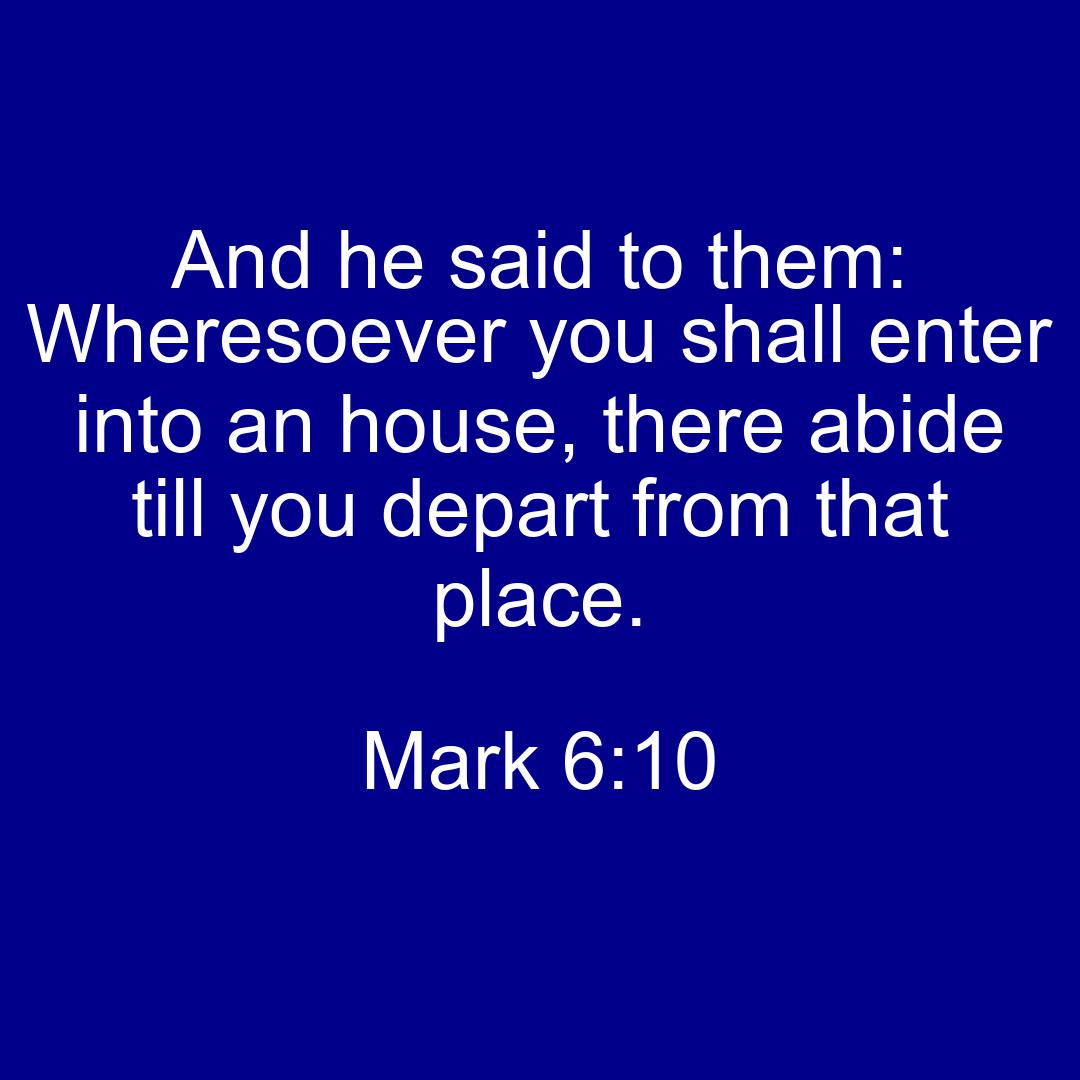 And he said to them:
Wheresoever you shall enter
into an house, there abide
till you depart from that
place.
Mark 6:10